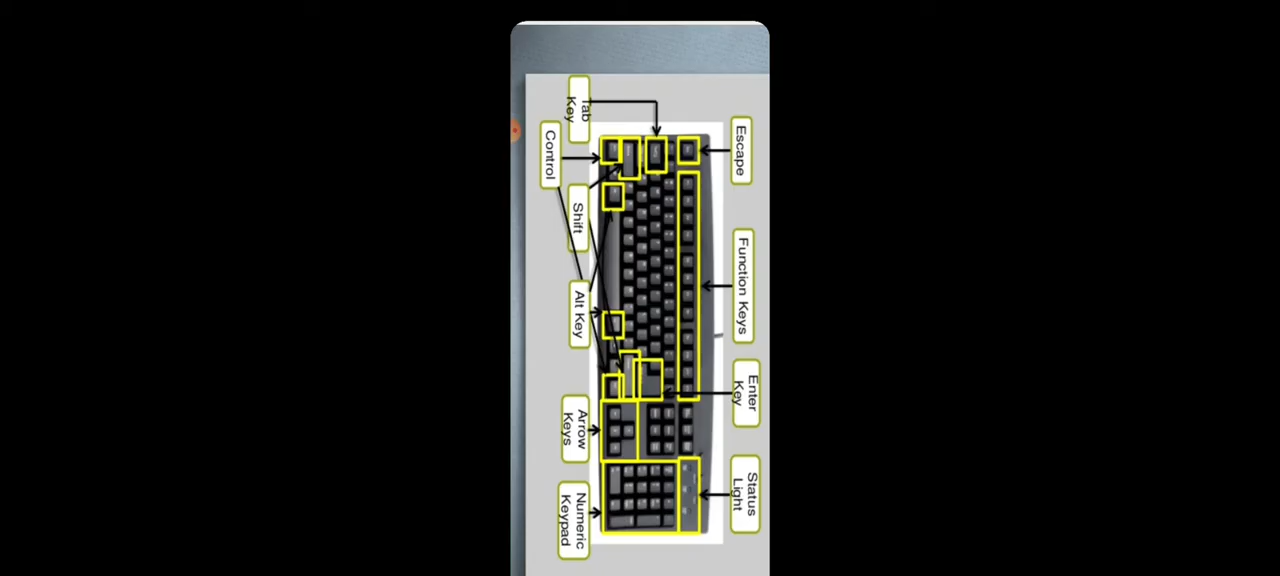 Escape
Function Keys
Enter
Key
Status
Light
Tab
Key
Control
Shift
Alt Key
Arrow
Keys
Numeric
Keypad